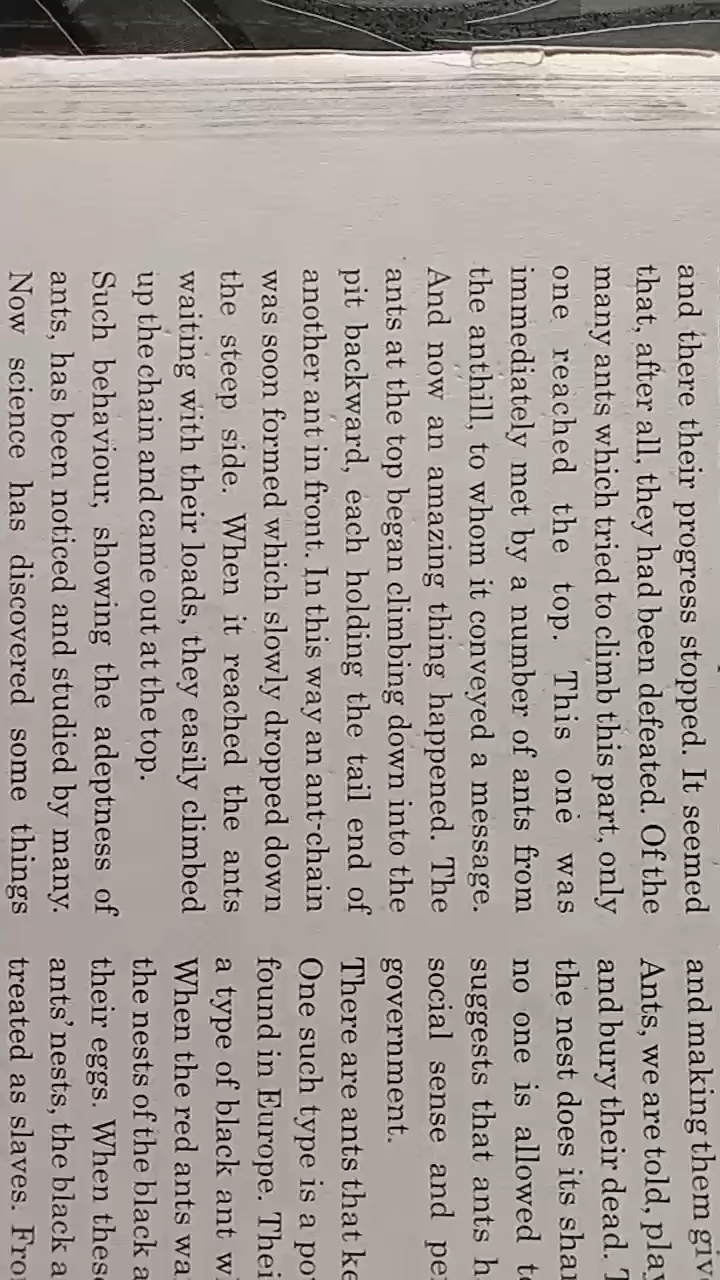 and there their progress stopped. It seemed
that, after all, they had been defeated. Of the
many ants which tried to climb this part, only
one reached the top. This one was
immediately met by a number of ants from
the anthill, to whom it conveyed a message.
And now an amazing thing happened. The
ants at the top began climbing down into the
pit backward, each holding the tail end of
another ant in front. In this way an ant-chain
was soon formed which slowly dropped down
the steep side. When it reached the ants
waiting with their loads, they easily climbed
up the chain and came out at the top.
Such behaviour, showing the adeptness of
ants, has been noticed and studied by many.
Now science has discovered some things
and making them
Ants, we are told,
and bury their dead.
the nest does its
no one is allowed
suggests that ants
social sense and
government.
There are ants that
One such type is a
found in Europe.
a type of black ant
When the red ants
the nests of the black
their eggs. When
ants' nests, the black
treated as slaves.